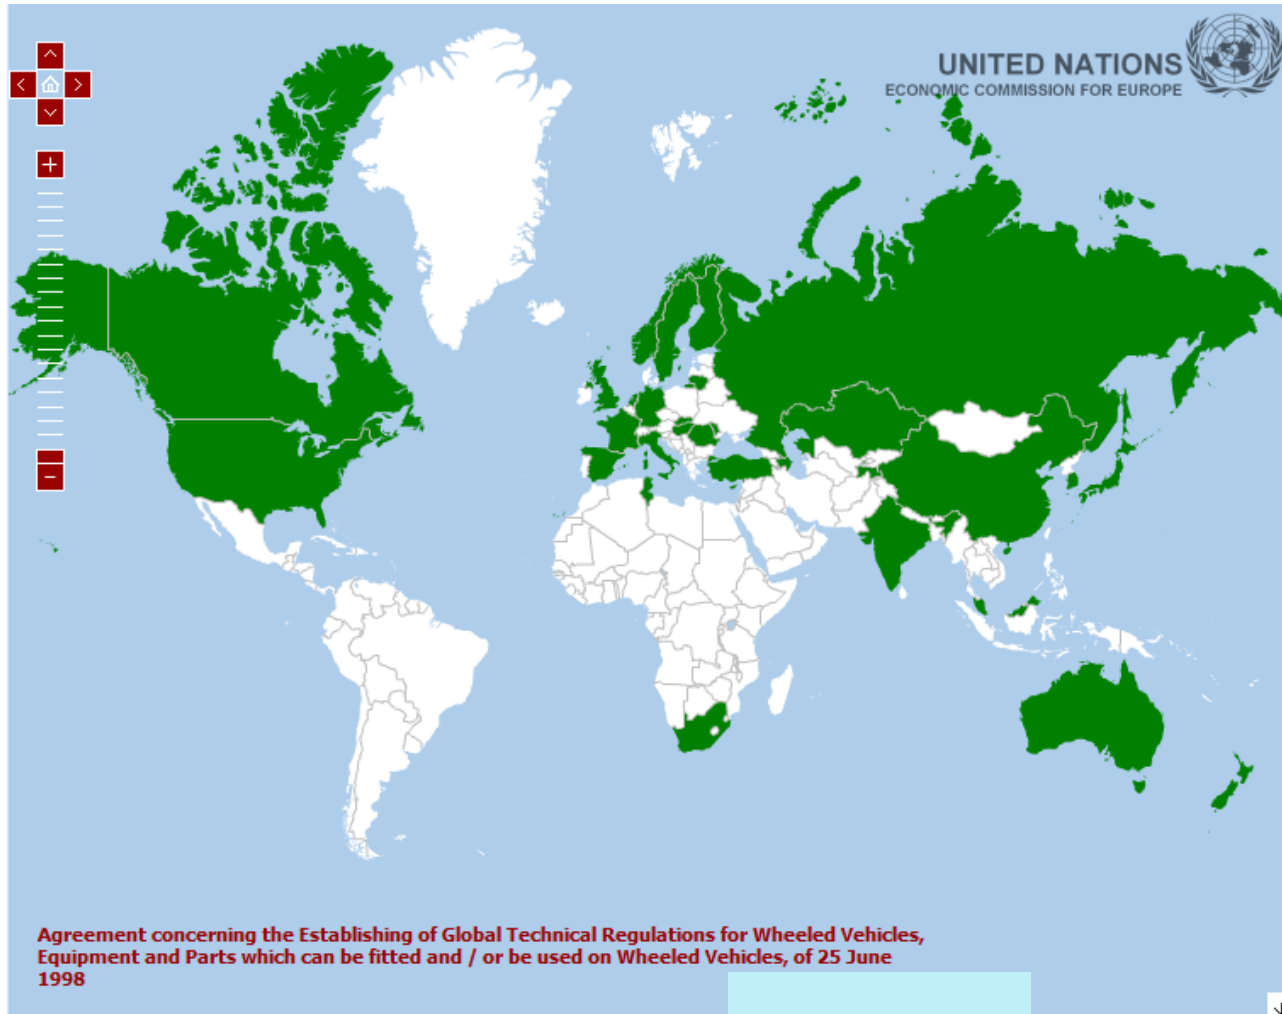 UNITED NATIONS
ECONOMIC COMMISSION FOR EUROPE
Agreement concerning the Establishing of Global Technical Regulations for Wheeled Vehicles,
Equipment and Parts which can be fitted and / or be used on Wheeled Vehicles, of 25 June
1998